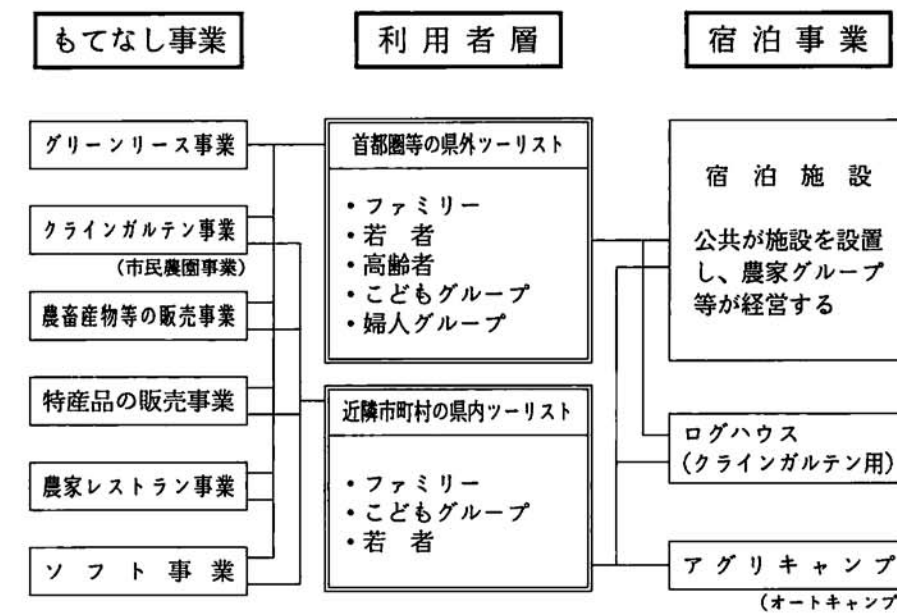 もてなし事業
利用者層
宿泊事業
グリーンリース事業
クラインガルテン事業
(市民農園事業)
農畜産物等の販売事業
特産品の販売事業
農家レストラン事業
ソフト事業
首都圏等の県外ツーリスト
・ファミリー
・若者
・高齢者
・こどもグループ
・婦人グループ
近隣市町村の県内ツーリスト
・ファミリー
・こどもグループ
・若者
宿泊施設
公共が施設を設置
し、農家グループ
等が経営する
ログハウス
(クラインガルテン用)
アグリキャンプ
(オートキャンプ